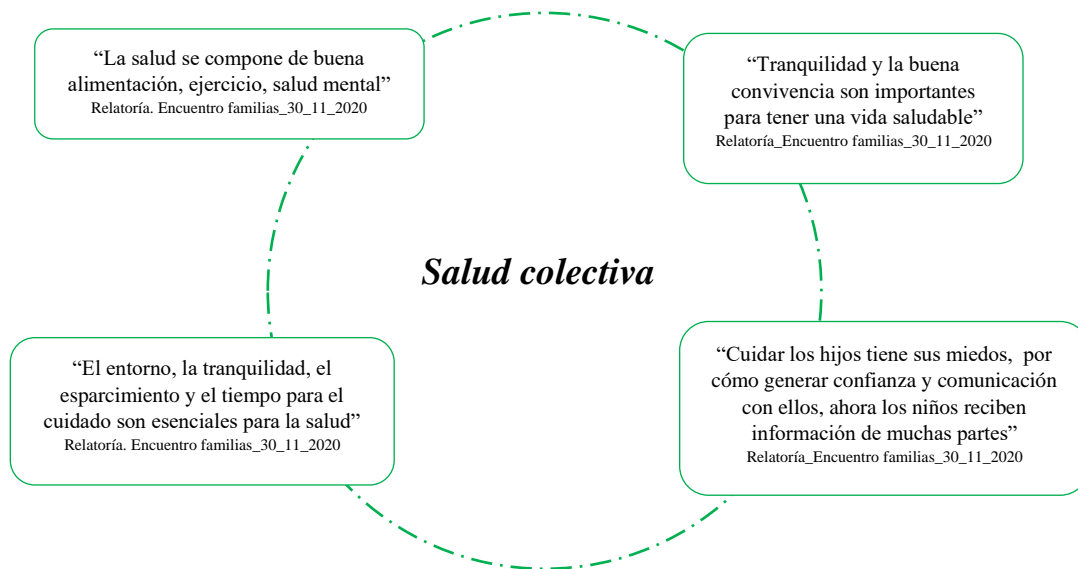 “La salud se compone de buena
alimentación, ejercicio, salud mental”
Relatoría. Encuentro familias_30_11_2020
“Tranquilidad y la buena
convivencia son importantes
para tener una vida saludable”
Relatoría_Encuentro familias_30_11_2020
Salud colectiva
“El entorno, la tranquilidad, el
esparcimiento y el tiempo para el
cuidado son esenciales para la salud”
Relatoría. Encuentro familias_30_11_2020
“Cuidar los hijos tiene sus miedos,  por
cómo generar confianza y comunicación
con ellos, ahora los niños reciben
información de muchas partes”
Relatoría_Encuentro familias_30_11_2020